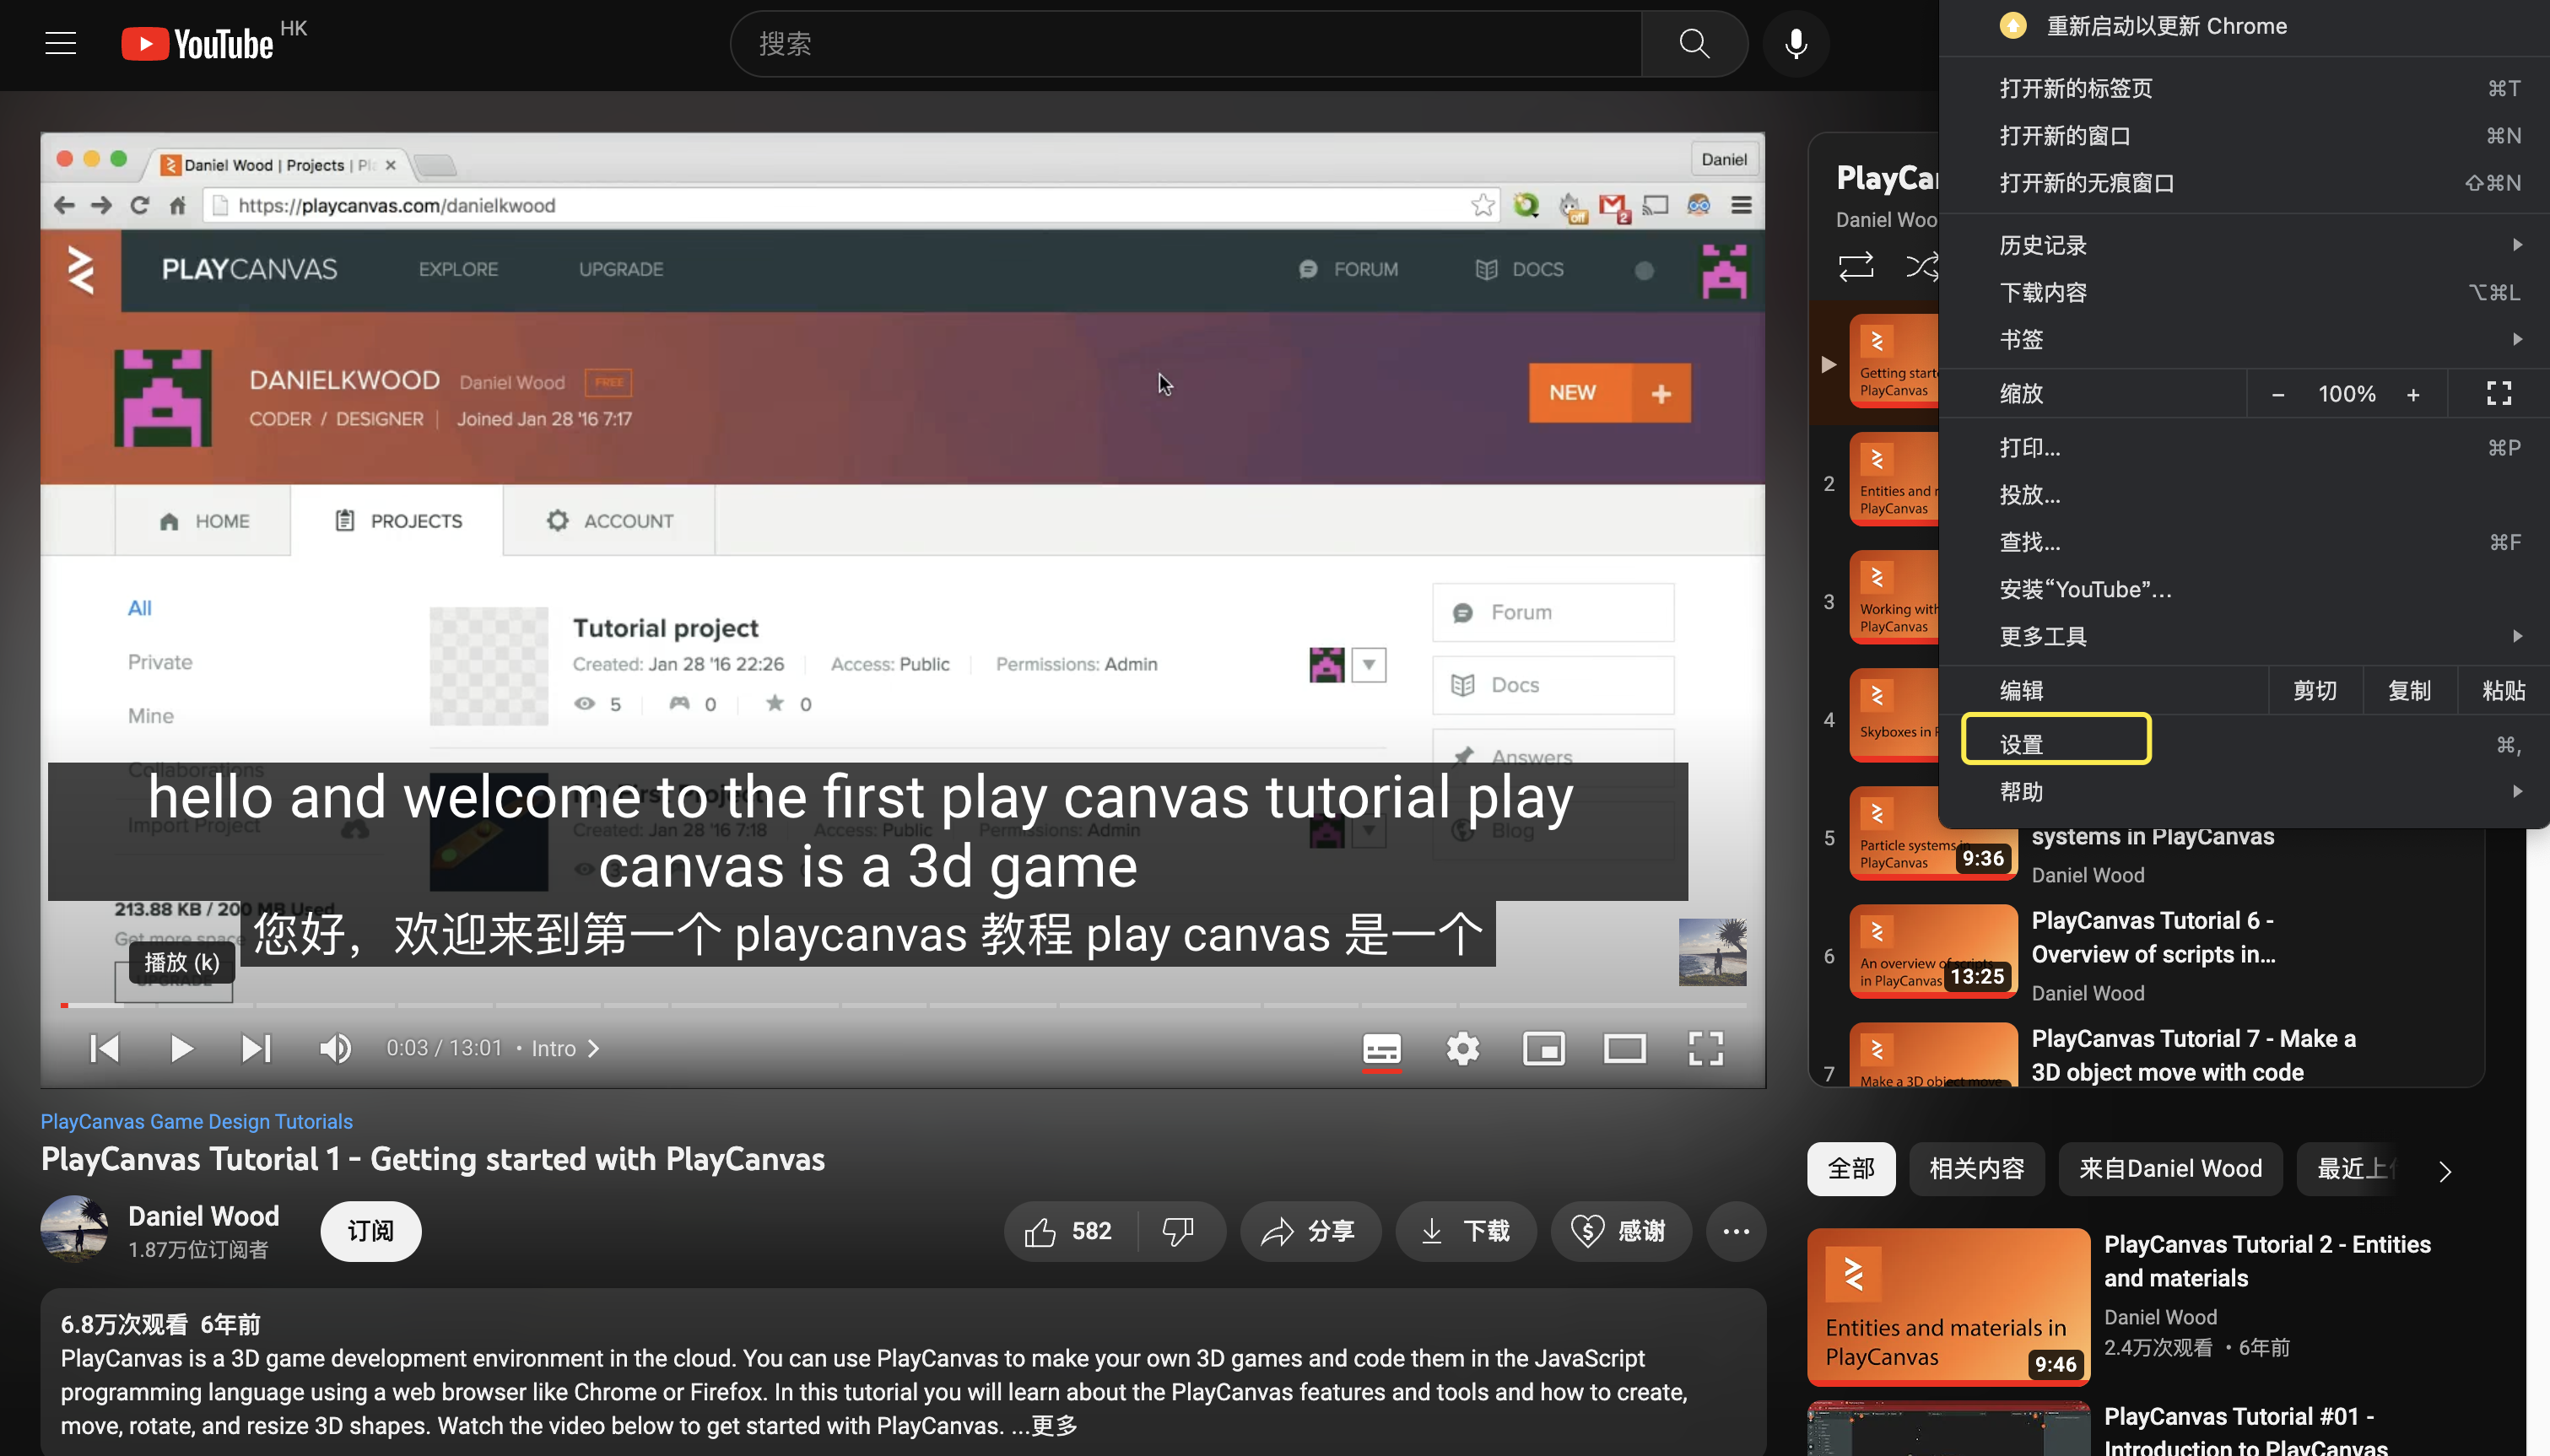 YouTube HK
搜索
Daniel Wood | Projects | Pl
Daniel
https://playcanvas.com/danielkwood
off
2
PLAYCANVAS
EXPLORE
UPGRADE
FORUM
DOCS
DANIELKWOOD Daniel Wood FREE
CODER / DESIGNER | Joined Jan 28 '16 7:17
NEW +
HOME
PROJECTS
ACCOUNT
All
Private
Mine
Collaborations
Import Project
Tutorial project
Created: Jan 28 '16 22:26 Access: Public Permissions: Admin
5 0 0
Created: Jan 28 '16 7:18 Access: Public Permissions: Admin
Forum
Docs
Answers
Blog
213.88 KB / 200 MB Used
Get more space
UPGRADE
hello and welcome to the first play canvas tutorial play
canvas is a 3d game
您好，欢迎来到第一个 playcanvas 教程 play canvas 是一个
播放 (k)
0:03 / 13:01 • Intro
PlayCanvas Game Design Tutorials
PlayCanvas Tutorial 1 - Getting started with PlayCanvas
Daniel Wood
1.87万位订阅者
订阅
582
分享
下载
感谢
6.8万次观看 6年前
PlayCanvas is a 3D game development environment in the cloud. You can use PlayCanvas to make your own 3D games and code them in the JavaScript
programming language using a web browser like Chrome or Firefox. In this tutorial you will learn about the PlayCanvas features and tools and how to create,
move, rotate, and resize 3D shapes. Watch the video below to get started with PlayCanvas. ...更多
PlayCa
Daniel Woo
Getting start
PlayCanvas
2
Entities and
PlayCanvas
3
Working with
PlayCanvas
4
Skyboxes in
5
Particle systems in
PlayCanvas
9:36
systems in PlayCanvas
Daniel Wood
6
An overview of scripts
in PlayCanvas
13:25
PlayCanvas Tutorial 6 -
Overview of scripts in...
Daniel Wood
7
Make a 3D object move
PlayCanvas Tutorial 7 - Make a
3D object move with code
重新启动以更新 Chrome
打开新的标签页 ⌘T
打开新的窗口 ⌘N
打开新的无痕窗口 ⇧⌘N
历史记录
下载内容 ⌥⌘L
书签
缩放 – 100% +
打印... ⌘P
投放...
查找... ⌘F
安装“YouTube”...
更多工具
编辑 剪切 复制 粘贴
设置 ⌘,
帮助
全部
相关内容
来自Daniel Wood
最近上
Entities and materials in
PlayCanvas
9:46
PlayCanvas Tutorial 2 - Entities
and materials
Daniel Wood
2.4万次观看 • 6年前
PlayCanvas Tutorial #01 -
Introduction to PlayCanvas